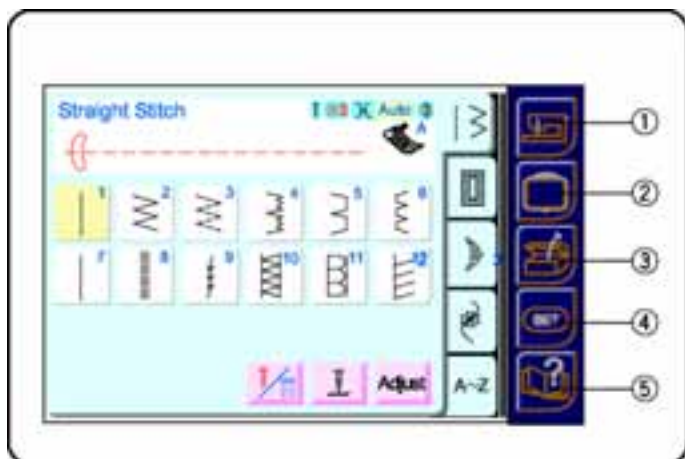 Straight Stitch
Auto
A
1 2 3 4 5 6
7 8 9 10 11 12
Adjust
A~Z
SET
①
②
③
④
⑤